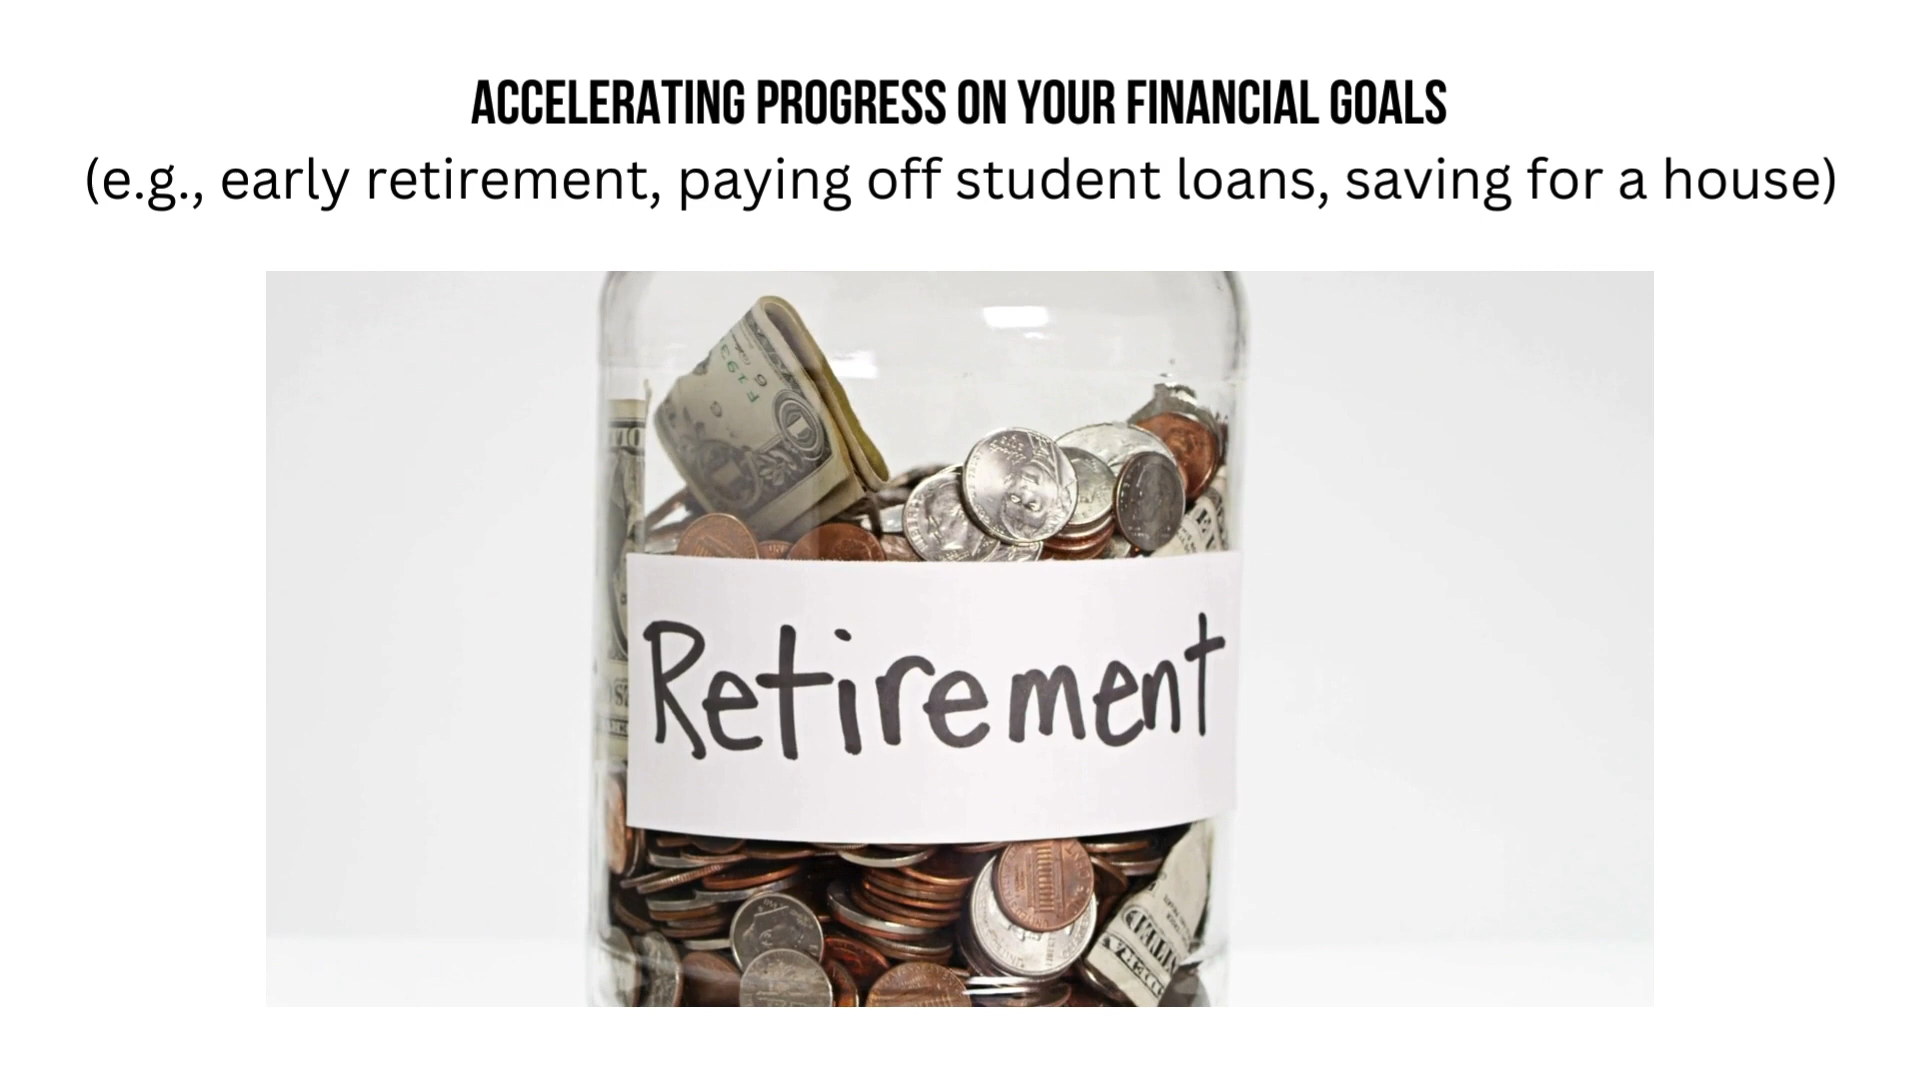 ACCELERATING PROGRESS ON YOUR FINANCIAL GOALS
(e.g., early retirement, paying off student loans, saving for a house)
Retirement